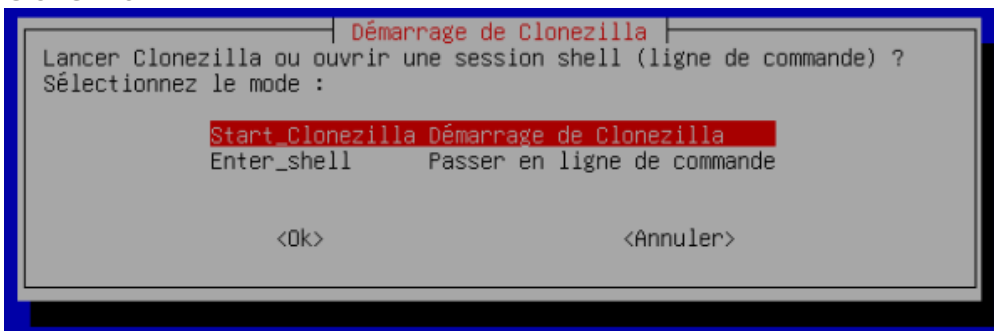 Démarrage de Clonezilla
Lancer Clonezilla ou ouvrir une session shell (ligne de commande) ?
Sélectionnez le mode :
Start_Clonezilla Démarrage de Clonezilla
Enter_shell Passer en ligne de commande
<Ok> <Annuler>